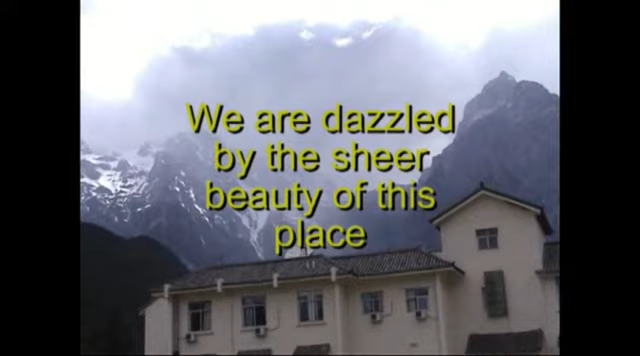 We are dazzled
by the sheer
beauty of this
place